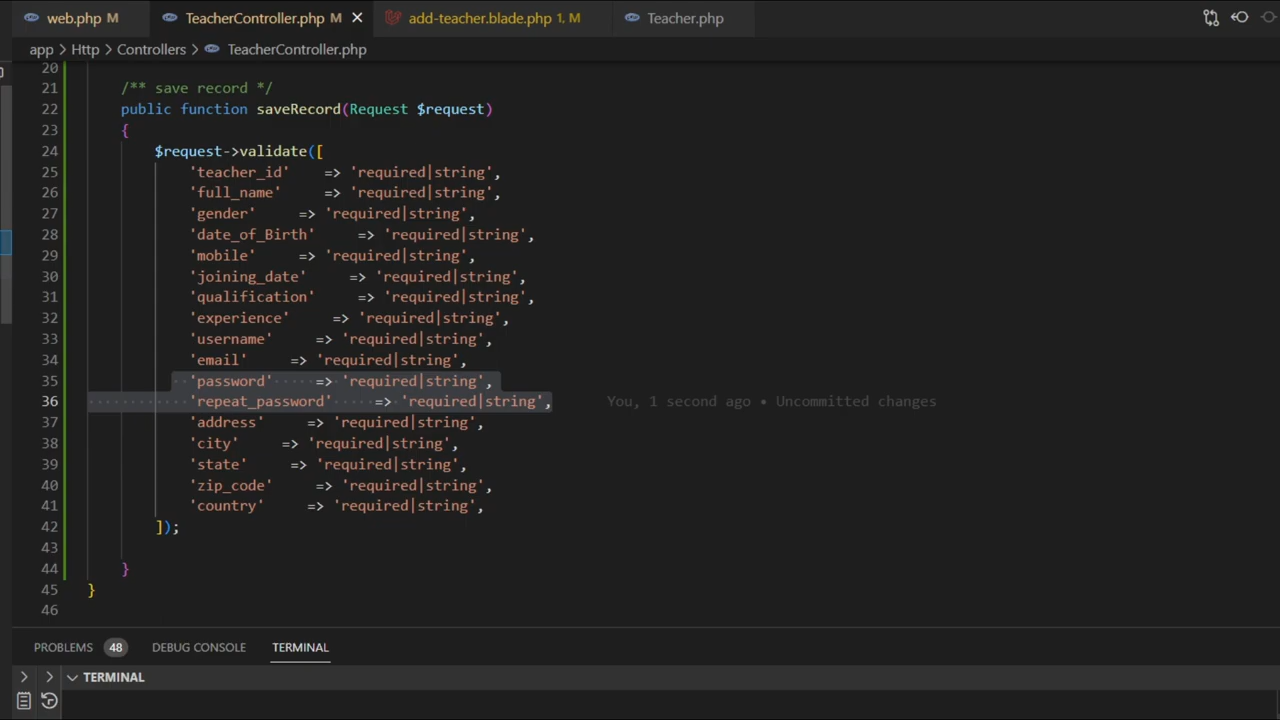 web.php M TeacherController.php M × add-teacher.blade.php 1, M Teacher.php
app > Http > Controllers > TeacherController.php
20
21 /** save record */
22 public function saveRecord(Request $request)
23 {
24 $request->validate([
25 'teacher_id' => 'required|string',
26 'full_name' => 'required|string',
27 'gender' => 'required|string',
28 'date_of_Birth' => 'required|string',
29 'mobile' => 'required|string',
30 'joining_date' => 'required|string',
31 'qualification' => 'required|string',
32 'experience' => 'required|string',
33 'username' => 'required|string',
34 'email' => 'required|string',
35 'password' => 'required|string',
36 'repeat_password' => 'required|string', You, 1 second ago • Uncommitted changes
37 'address' => 'required|string',
38 'city' => 'required|string',
39 'state' => 'required|string',
40 'zip_code' => 'required|string',
41 'country' => 'required|string',
42 ]);
43
44 }
45 }
46
PROBLEMS 48 DEBUG CONSOLE TERMINAL
TERMINAL